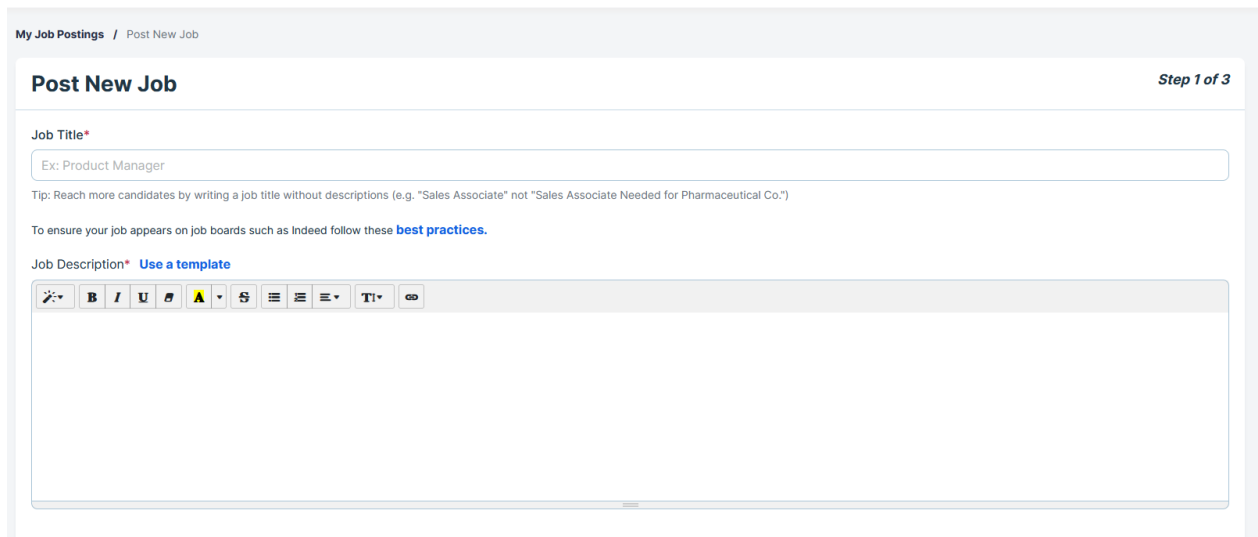 My Job Postings / Post New Job
Post New Job
Step 1 of 3
Job Title*
Ex: Product Manager
Tip: Reach more candidates by writing a job title without descriptions (e.g. "Sales Associate" not "Sales Associate Needed for Pharmaceutical Co.")
To ensure your job appears on job boards such as Indeed follow these best practices.
Job Description* Use a template
B I U A S T